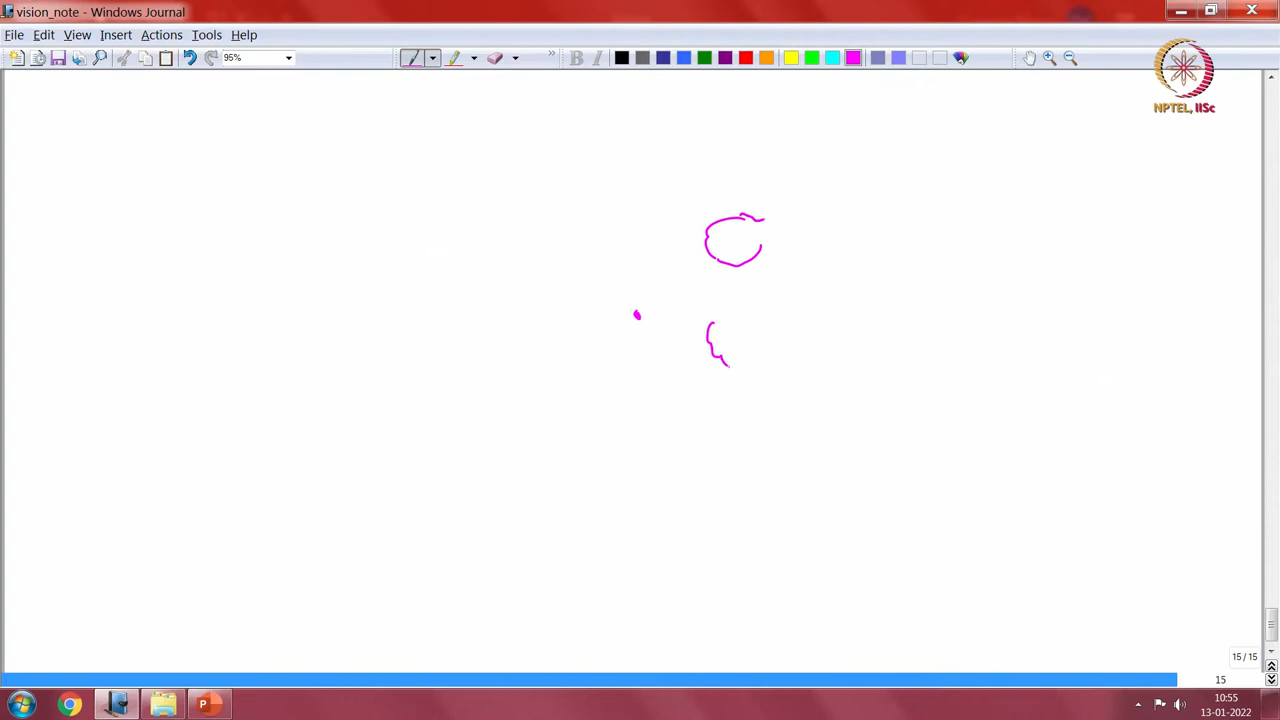 vision_note - Windows Journal
File Edit View Insert Actions Tools Help
95% B I
NPTEL, IISc
15 / 15
15
10:55
13-01-2022